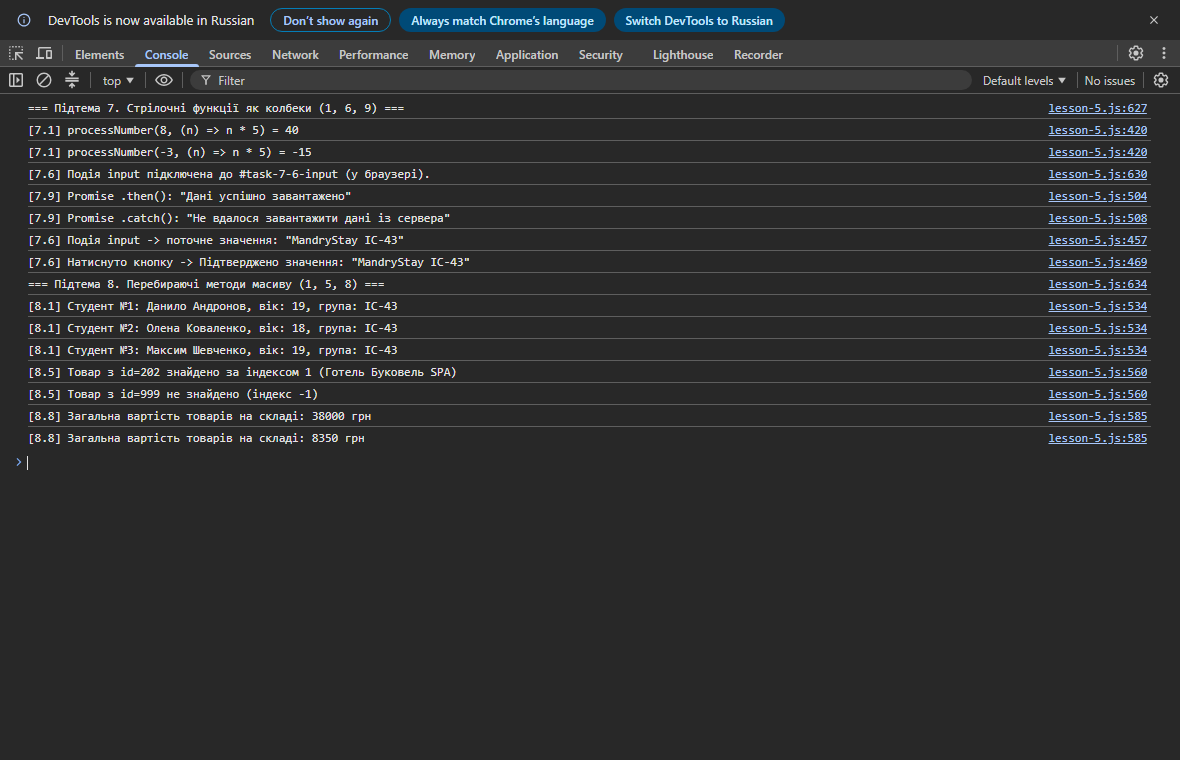 DevTools is now available in Russian Don't show again Always match Chrome's language Switch DevTools to Russian
Elements Console Sources Network Performance Memory Application Security Lighthouse Recorder
top Filter Default levels No issues
=== Підтема 7. Стрілочні функції як колбеки (1, 6, 9) === lesson-5.js:627
[7.1] processNumber(8, (n) => n * 5) = 40 lesson-5.js:420
[7.1] processNumber(-3, (n) => n * 5) = -15 lesson-5.js:420
[7.6] Подія input підключена до #task-7-6-input (у браузері). lesson-5.js:630
[7.9] Promise .then(): "Дані успішно завантажено" lesson-5.js:504
[7.9] Promise .catch(): "Не вдалося завантажити дані із сервера" lesson-5.js:508
[7.6] Подія input -> поточне значення: "MandryStay ІС-43" lesson-5.js:457
[7.6] Натиснуто кнопку -> Підтверджено значення: "MandryStay ІС-43" lesson-5.js:469
=== Підтема 8. Перебираючі методи масиву (1, 5, 8) === lesson-5.js:634
[8.1] Студент №1: Данило Андронов, вік: 19, група: ІС-43 lesson-5.js:534
[8.1] Студент №2: Олена Коваленко, вік: 18, група: ІС-43 lesson-5.js:534
[8.1] Студент №3: Максим Шевченко, вік: 19, група: ІС-43 lesson-5.js:534
[8.5] Товар з id=202 знайдено за індексом 1 (Готель Буковель SPA) lesson-5.js:560
[8.5] Товар з id=999 не знайдено (індекс -1) lesson-5.js:560
[8.8] Загальна вартість товарів на складі: 38000 грн lesson-5.js:585
[8.8] Загальна вартість товарів на складі: 8350 грн lesson-5.js:585